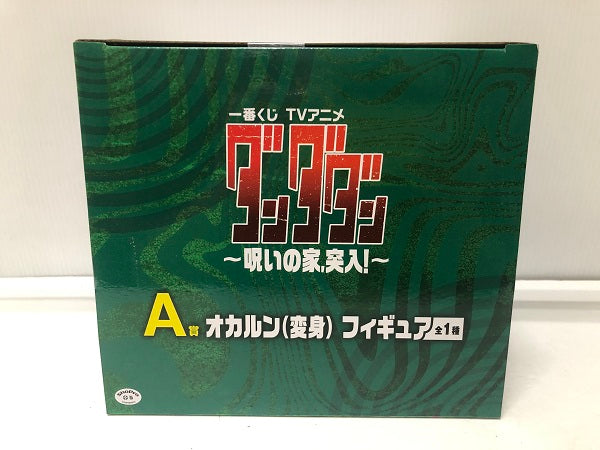 一番くじ TVアニメ
ダンダダン
～呪いの家、突入!～
A賞 オカルン(変身) フィギュア 全1種